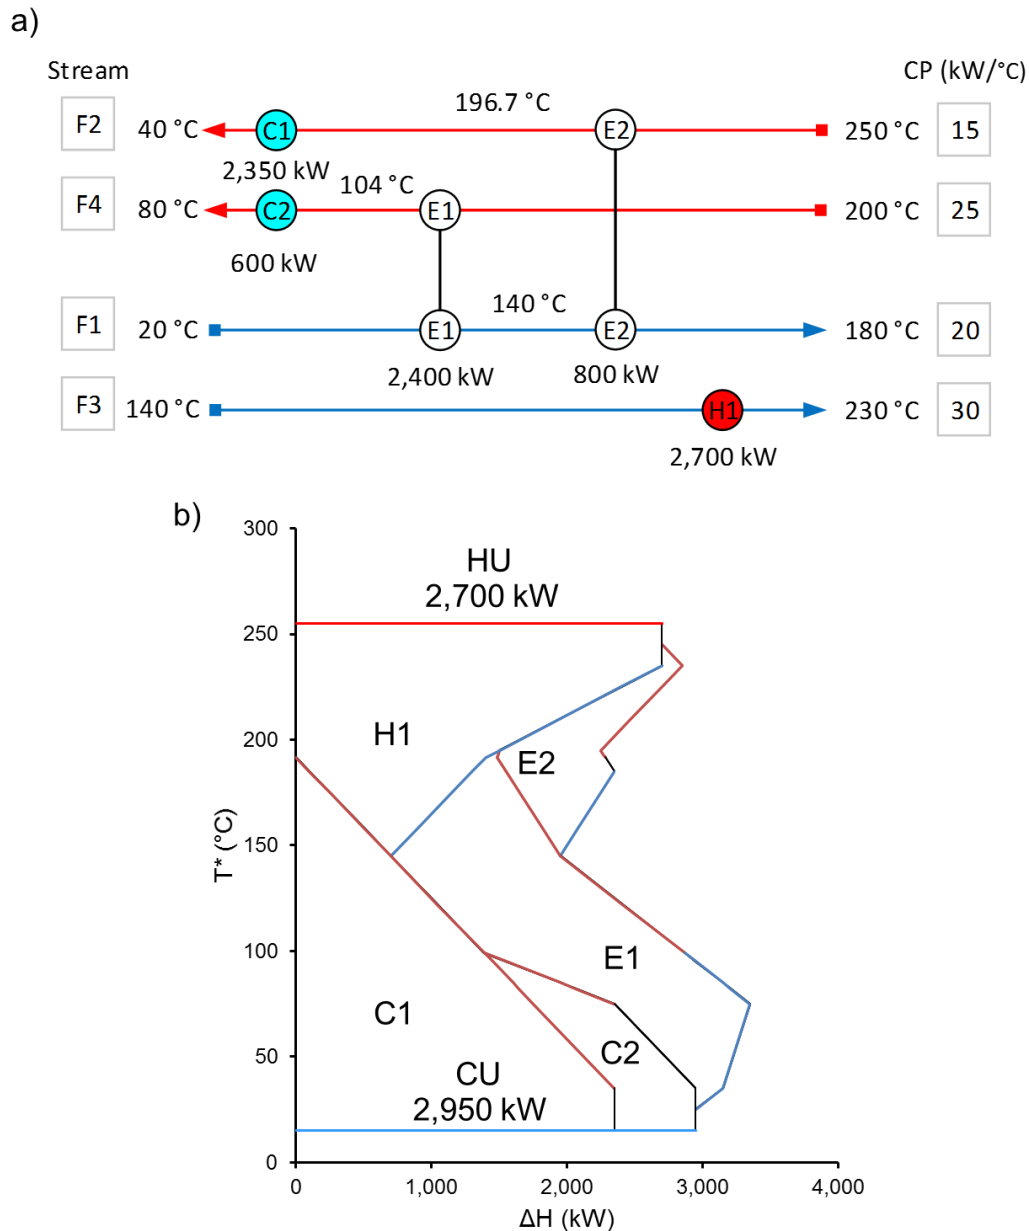 a)
Stream
CP (kW/°C)
F2
40 °C
C1
196.7 °C
E2
250 °C
15
2,350 kW
F4
80 °C
C2
104 °C
E1
200 °C
25
600 kW
F1
20 °C
E1
140 °C
E2
180 °C
20
2,400 kW
800 kW
F3
140 °C
H1
230 °C
30
2,700 kW
b)
300
HU
2,700 kW
250
H1
200
E2
150
T* (°C)
E1
100
C1
C2
50
CU
2,950 kW
0
0
1,000
2,000
3,000
4,000
ΔH (kW)